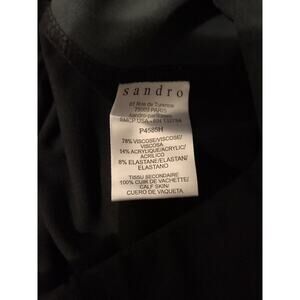 sandro
75003 PARIS
P4585H
78% VISCOSE/VISCOSE/
VISCOSA
14% ACRYLIQUE/ACRYLIC/
ACRILICO
8% ELASTANE/ELASTAN/
ELASTANO
TISSU SECONDAIRE
100% CUIR DE VACHETTE/
CALF SKIN/
CUERO DE VAQUETA